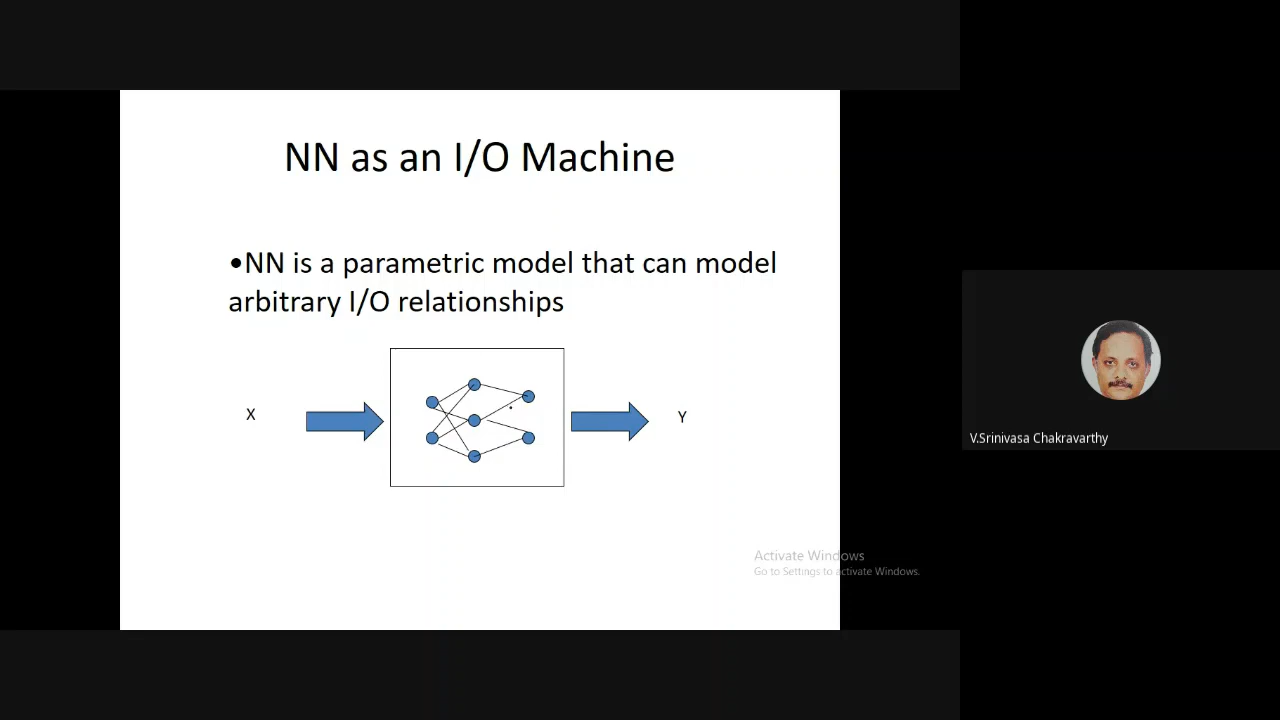 NN as an I/O Machine
•NN is a parametric model that can model
arbitrary I/O relationships
X
Y
V.Srinivasa Chakravarthy
Activate Windows
Go to Settings to activate Windows.